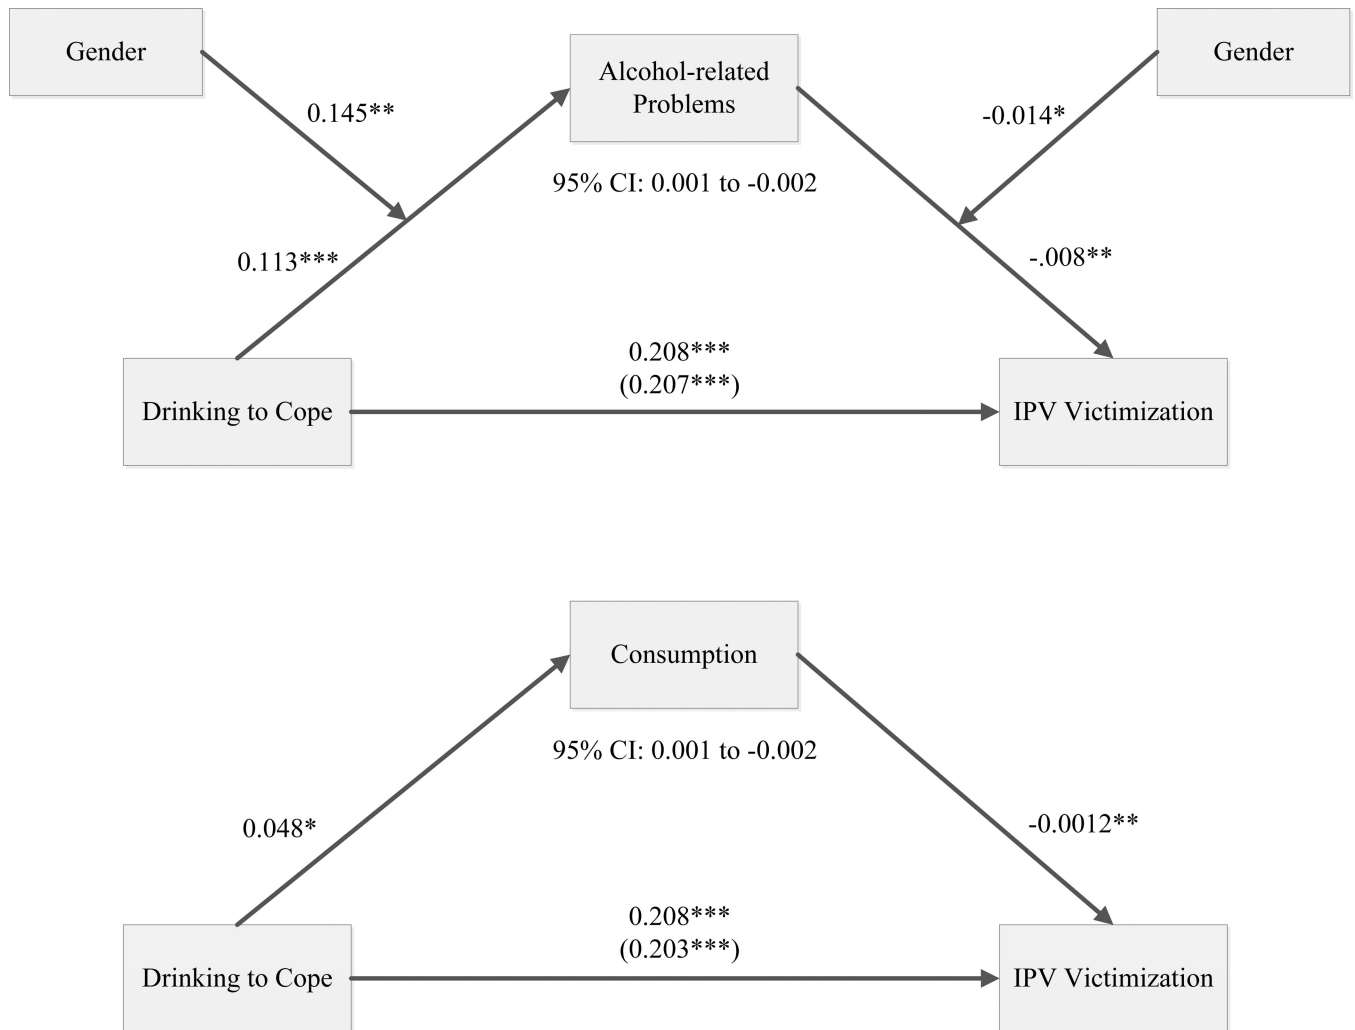 Gender
Alcohol-related
Problems
Gender
0.145**
-0.014*
95% CI: 0.001 to -0.002
0.113***
-.008**
0.208***
(0.207***)
Drinking to Cope
IPV Victimization
Consumption
95% CI: 0.001 to -0.002
0.048*
-0.0012**
0.208***
(0.203***)
Drinking to Cope
IPV Victimization